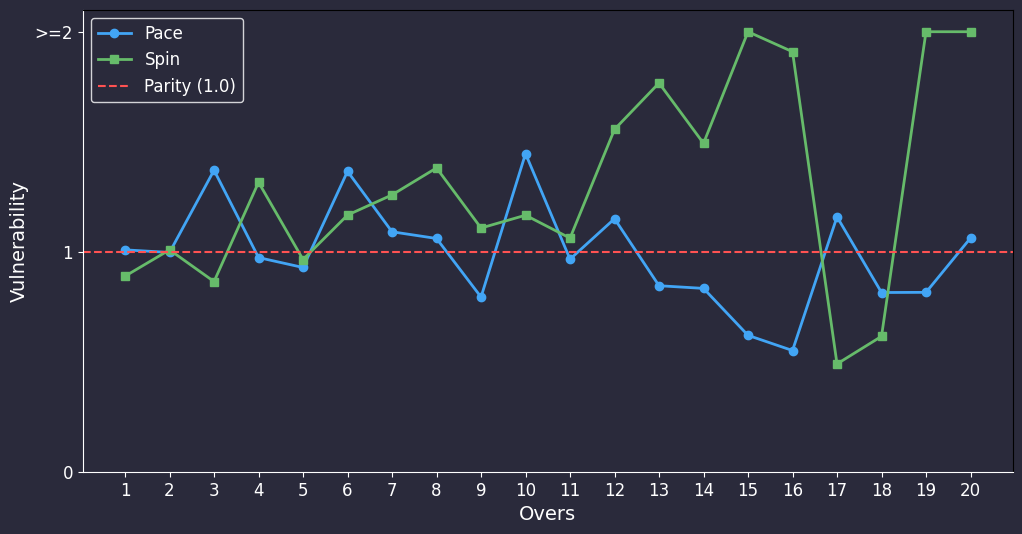 >=2
Pace
Spin
Parity (1.0)
Vulnerability
1
0
1 2 3 4 5 6 7 8 9 10 11 12 13 14 15 16 17 18 19 20
Overs